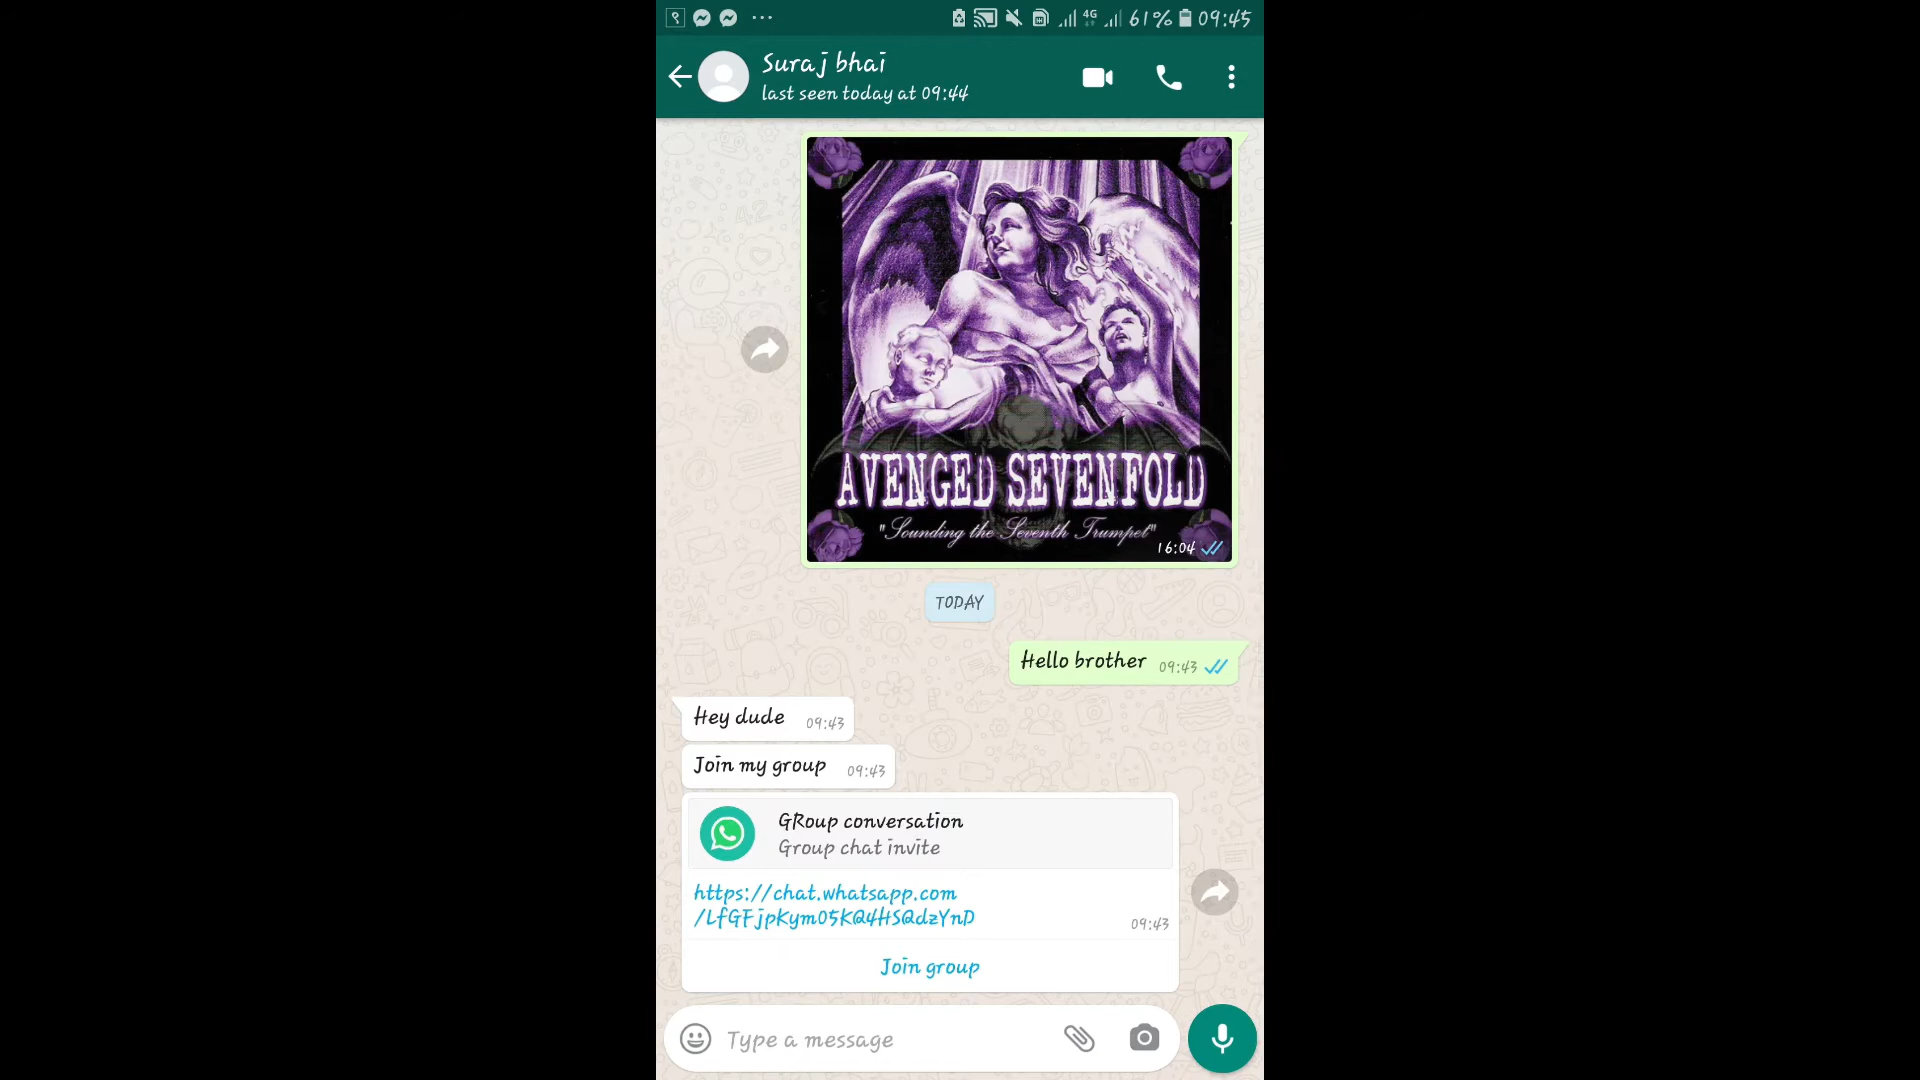 ९ 4G 61% 09:45
Suraj bhai
last seen today at 09:44
AVENGED SEVENFOLD
"Sounding the Seventh Trumpet"
16:04
TODAY
Hello brother 09:43
Hey dude 09:43
Join my group 09:43
GRoup conversation
Group chat invite
https://chat.whatsapp.com
/LfGFjpKym05KQ4HSQdzYnD
09:43
Join group
Type a message